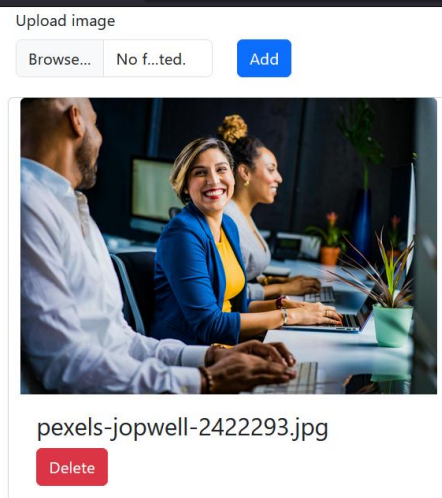 Upload image
Browse... No f...ted. Add
pexels-jopwell-2422293.jpg
Delete